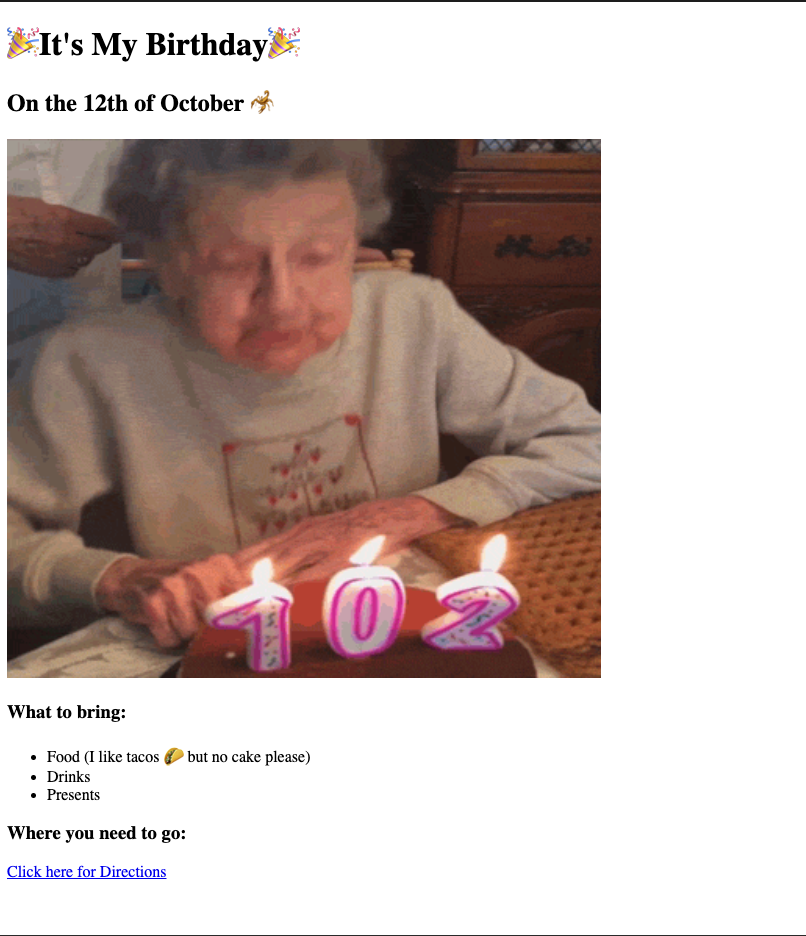 🎉It's My Birthday🎉
On the 12th of October 🦂
102
What to bring:
• Food (I like tacos 🌮 but no cake please)
• Drinks
• Presents
Where you need to go:
Click here for Directions